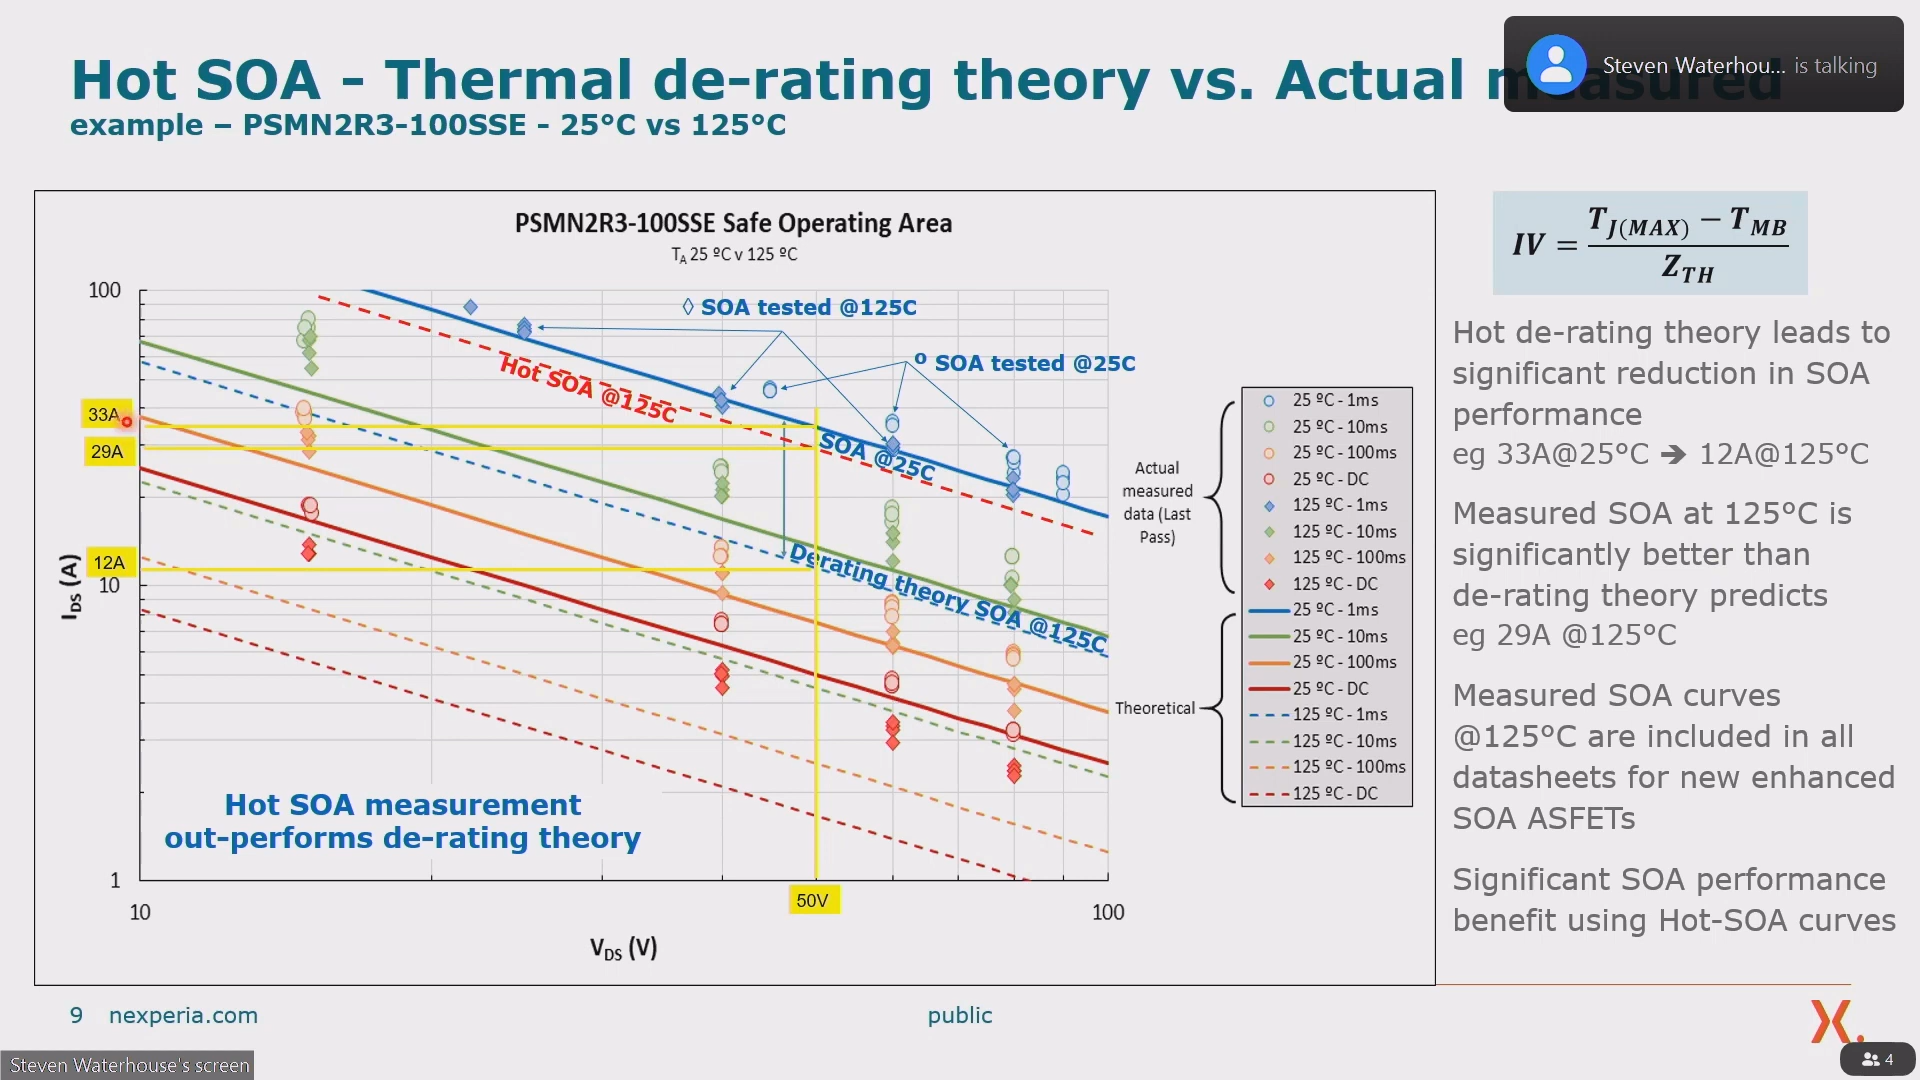 Hot SOA - Thermal de-rating theory vs. Actual measured
example – PSMN2R3-100SSE - 25°C vs 125°C
Steven Waterhou... is talking
PSMN2R3-100SSE Safe Operating Area
TA 25 ºC v 125 ºC
100
10
1
33A
29A
12A
IDS (A)
◊ SOA tested @125C
o SOA tested @25C
Hot SOA @125C
SOA @25C
Derating theory SOA @125C
Hot SOA measurement
out-performs de-rating theory
50V
10
100
VDS (V)
Actual
measured
data (Last
Pass)
Theoretical
25 ºC - 1ms
25 ºC - 10ms
25 ºC - 100ms
25 ºC - DC
125 ºC - 1ms
125 ºC - 10ms
125 ºC - 100ms
125 ºC - DC
25 ºC - 1ms
25 ºC - 10ms
25 ºC - 100ms
25 ºC - DC
125 ºC - 1ms
125 ºC - 10ms
125 ºC - 100ms
125 ºC - DC
IV = (TJ(MAX) − TMB) / ZTH
Hot de-rating theory leads to
significant reduction in SOA
performance
eg 33A@25°C ➔ 12A@125°C
Measured SOA at 125°C is
significantly better than
de-rating theory predicts
eg 29A @125°C
Measured SOA curves
@125°C are included in all
datasheets for new enhanced
SOA ASFETs
Significant SOA performance
benefit using Hot-SOA curves
9 nexperia.com
public
4
Steven Waterhouse's screen